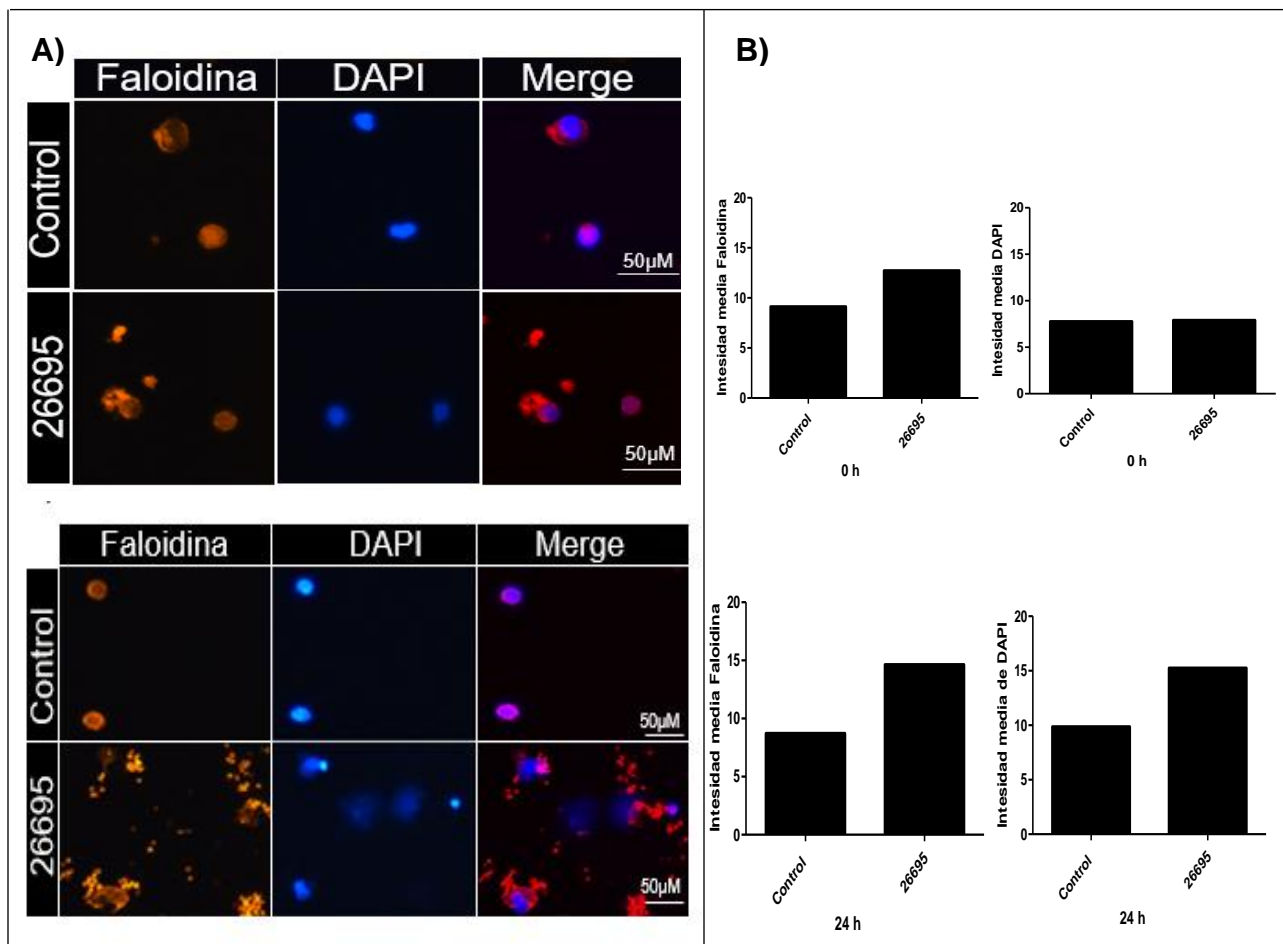 A)
Faloidina DAPI Merge
Control
50µM
26695
50µM
Faloidina DAPI Merge
Control
50µM
26695
50µM
B)
Intesidad media Faloidina
20
15
10
5
0
Control 26695
0 h
Intesidad media DAPI
20
15
10
5
0
Control 26695
0 h
Intesidad media Faloidina
20
15
10
5
0
Control 26695
24 h
Intesidad media de DAPI
20
15
10
5
0
Control 26695
24 h